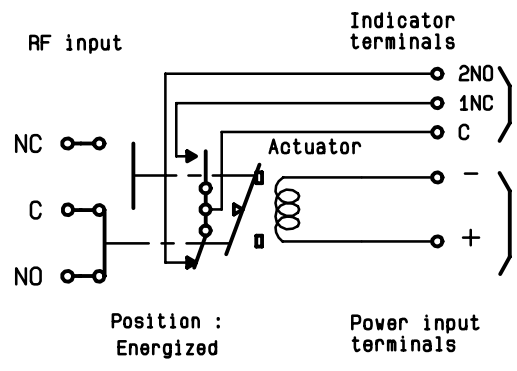 Indicator
terminals
RF input
2NO
1NC
C
NC
Actuator
−
C
+
NO
Position :
Energized
Power input
terminals